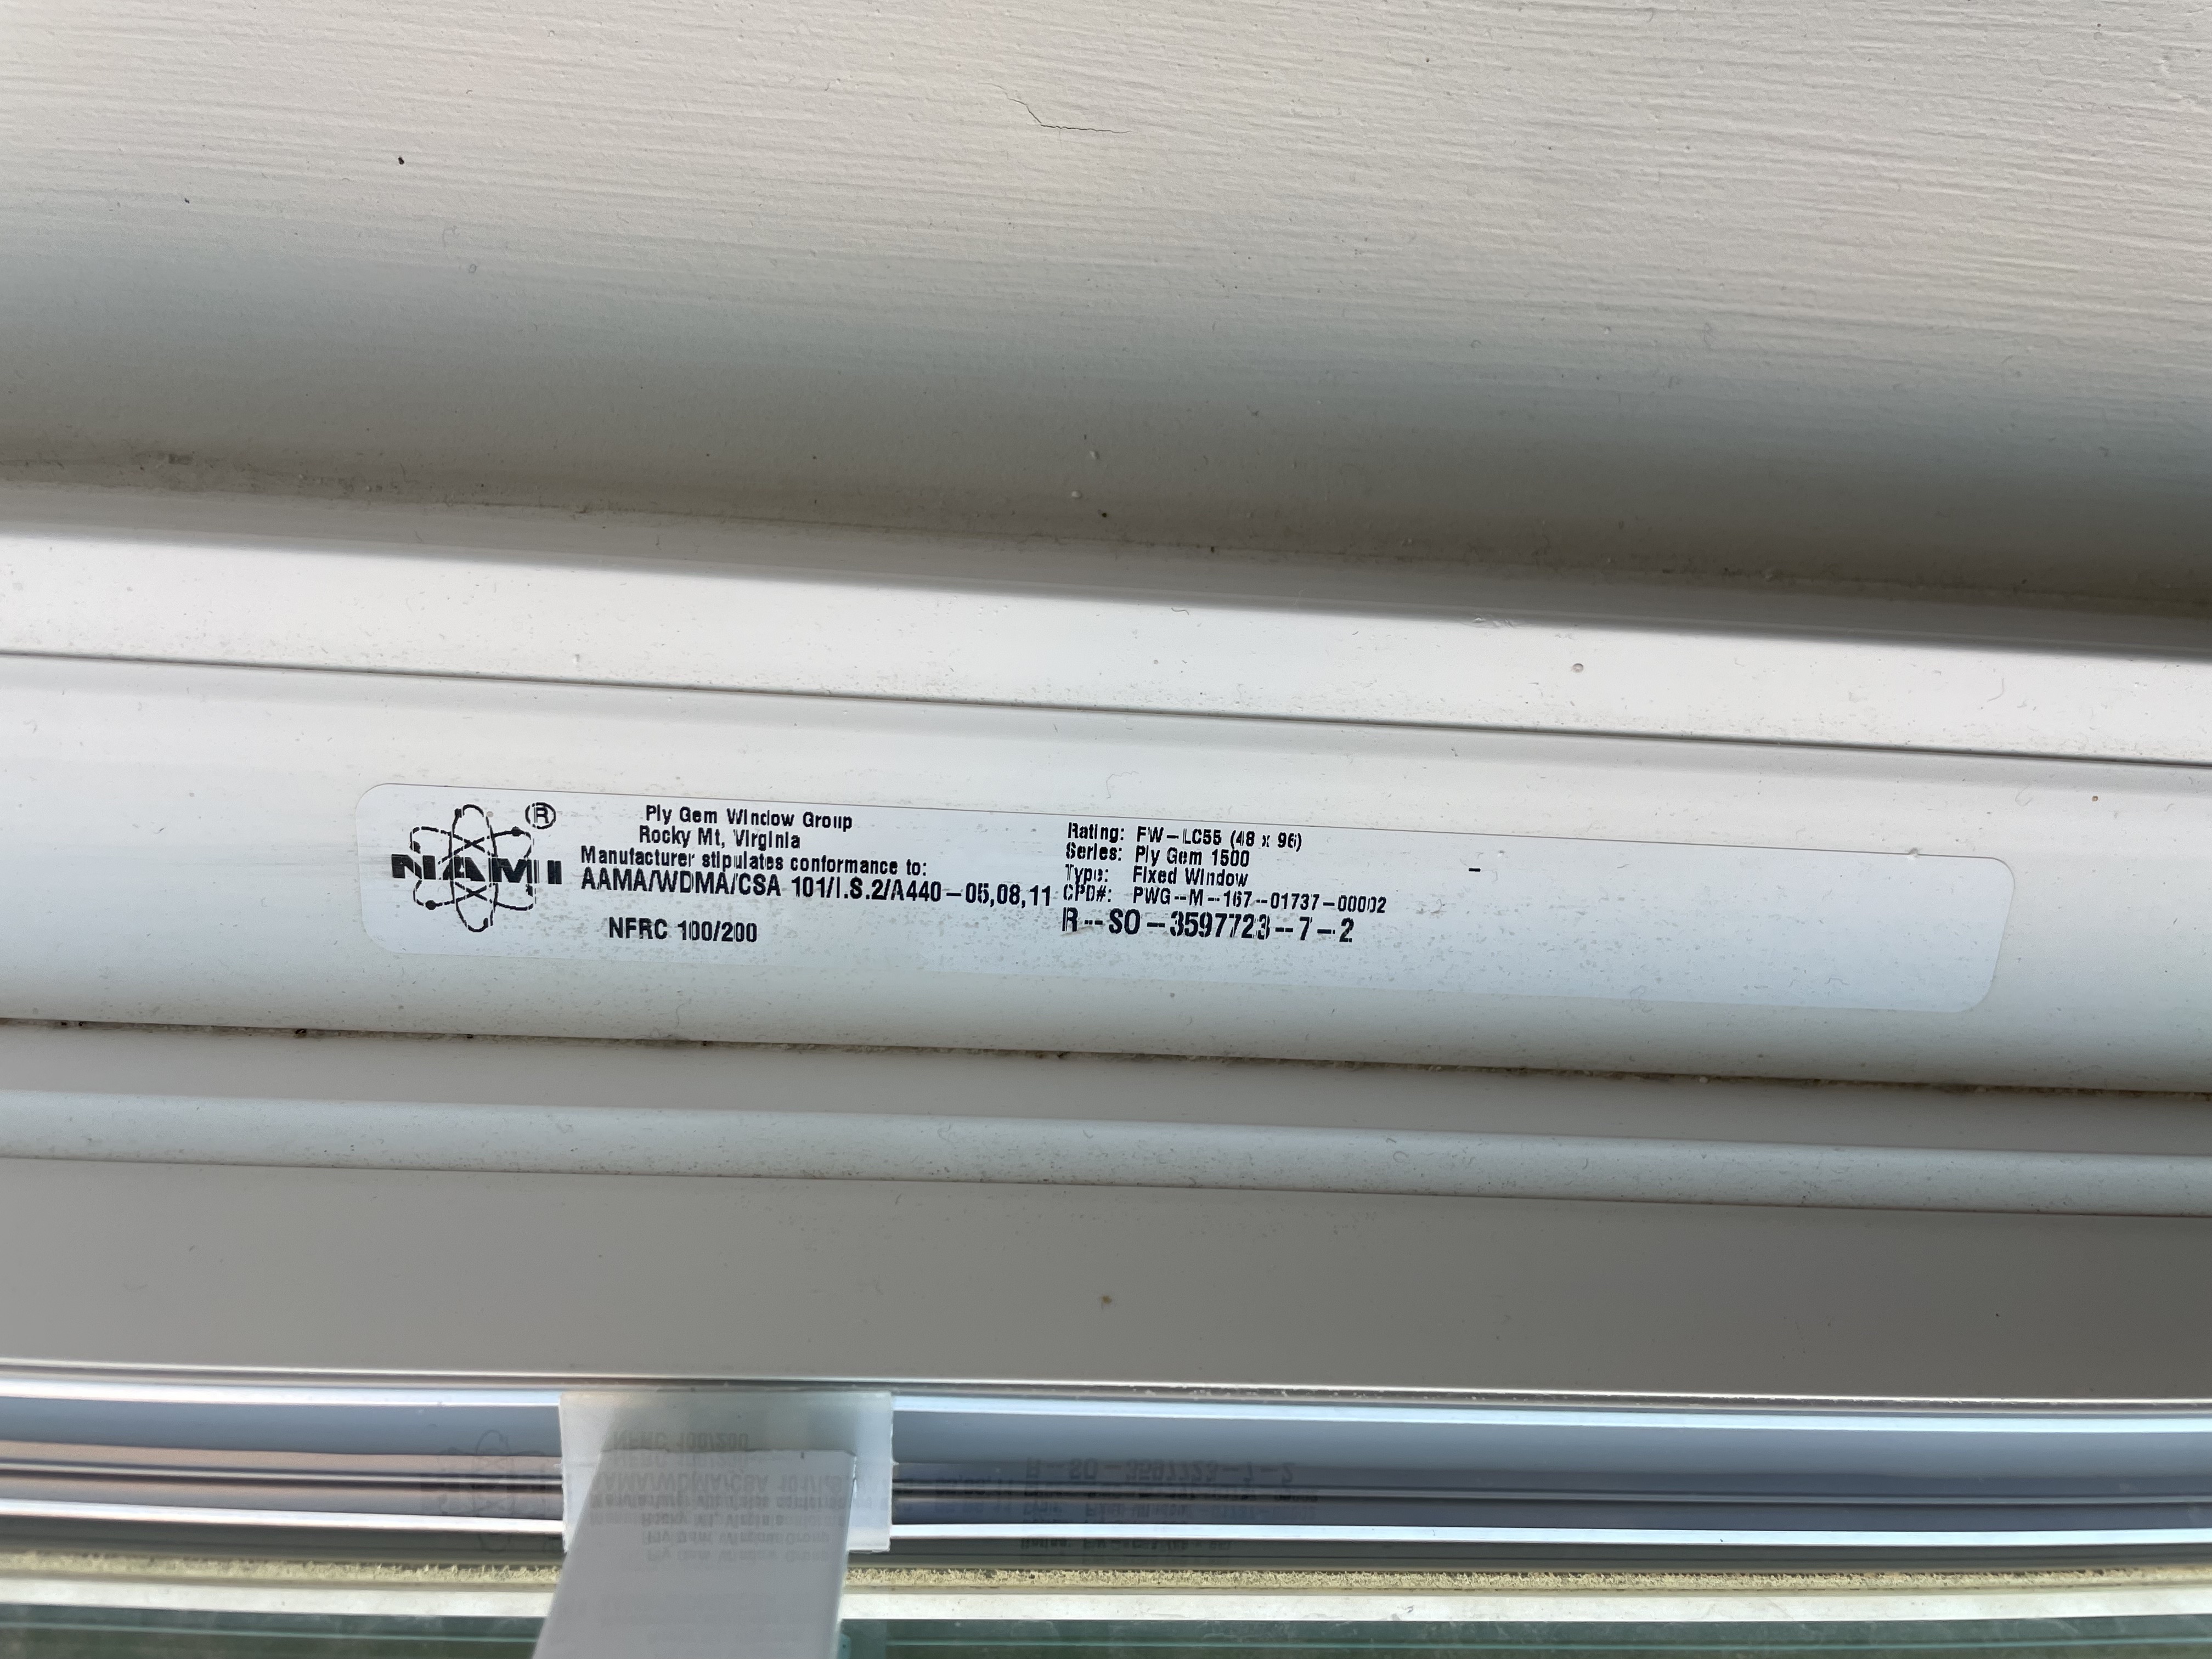 NAMI ®
Ply Gem Window Group
Rocky Mt, Virginia
Manufacturer stipulates conformance to:
AAMA/WDMA/CSA 101/I.S.2/A440-05,08,11
NFRC 100/200
Rating: FW-LC55 (48 x 96)
Series: Ply Gem 1500
Type: Fixed Window
CPD#: PWG-M-167-01737-00002
R-SO-3597723-7-2
-